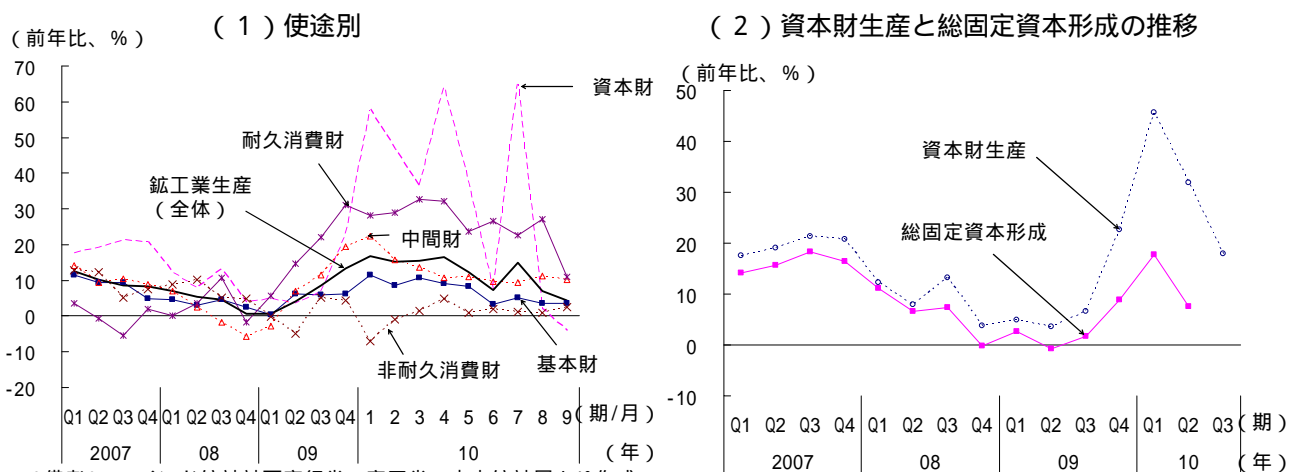 （１）使途別
（前年比、％）
70
60
50
40
30
20
10
0
-10
-20
資本財
耐久消費財
鉱工業生産
（全体）
中間財
非耐久消費財
基本財
Q1 Q2 Q3 Q4 Q1 Q2 Q3 Q4 Q1 Q2 Q3 Q4 1 2 3 4 5 6 7 8 9 （期/月）
2007 08 09 10 （年）
（２）資本財生産と総固定資本形成の推移
（前年比、％）
50
40
30
20
10
0
-10
資本財生産
総固定資本形成
Q1 Q2 Q3 Q4 Q1 Q2 Q3 Q4 Q1 Q2 Q3 Q4 Q1 Q2 Q3 （期）
2007 08 09 10 （年）